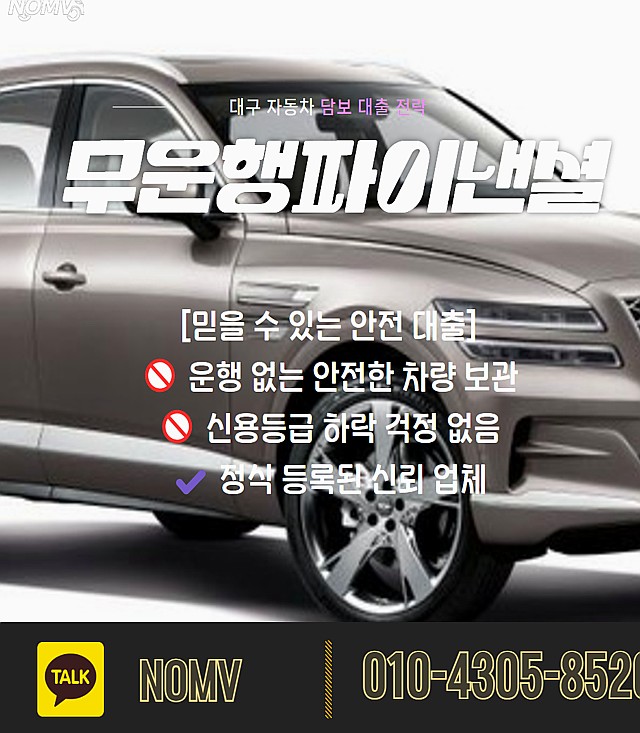 NOMV
대구 자동차 담보 대출 전략
무운행파이낸셜
[믿을 수 있는 안전 대출]
운행 없는 안전한 차량 보관
신용등급 하락 걱정 없음
정식 등록된 신뢰 업체
TALK NOMV 010-4305-8520